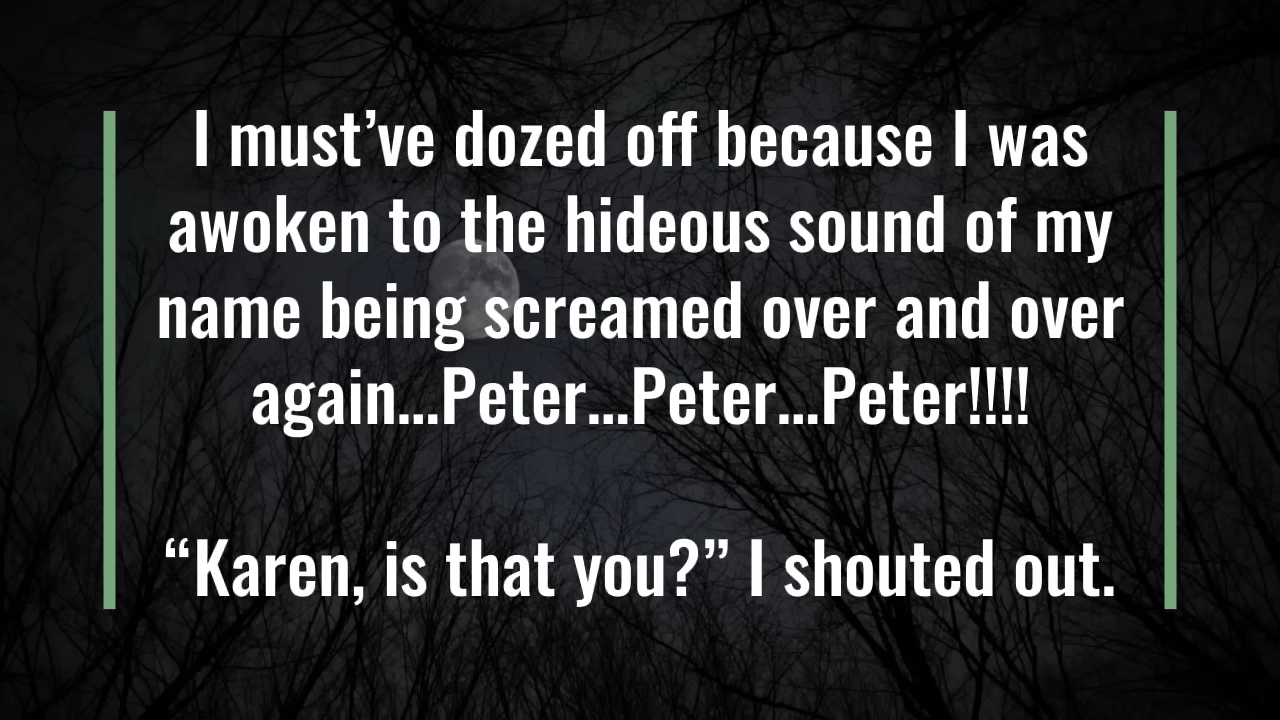 I must’ve dozed off because I was
awoken to the hideous sound of my
name being screamed over and over
again...Peter...Peter...Peter!!!!
“Karen, is that you?” I shouted out.